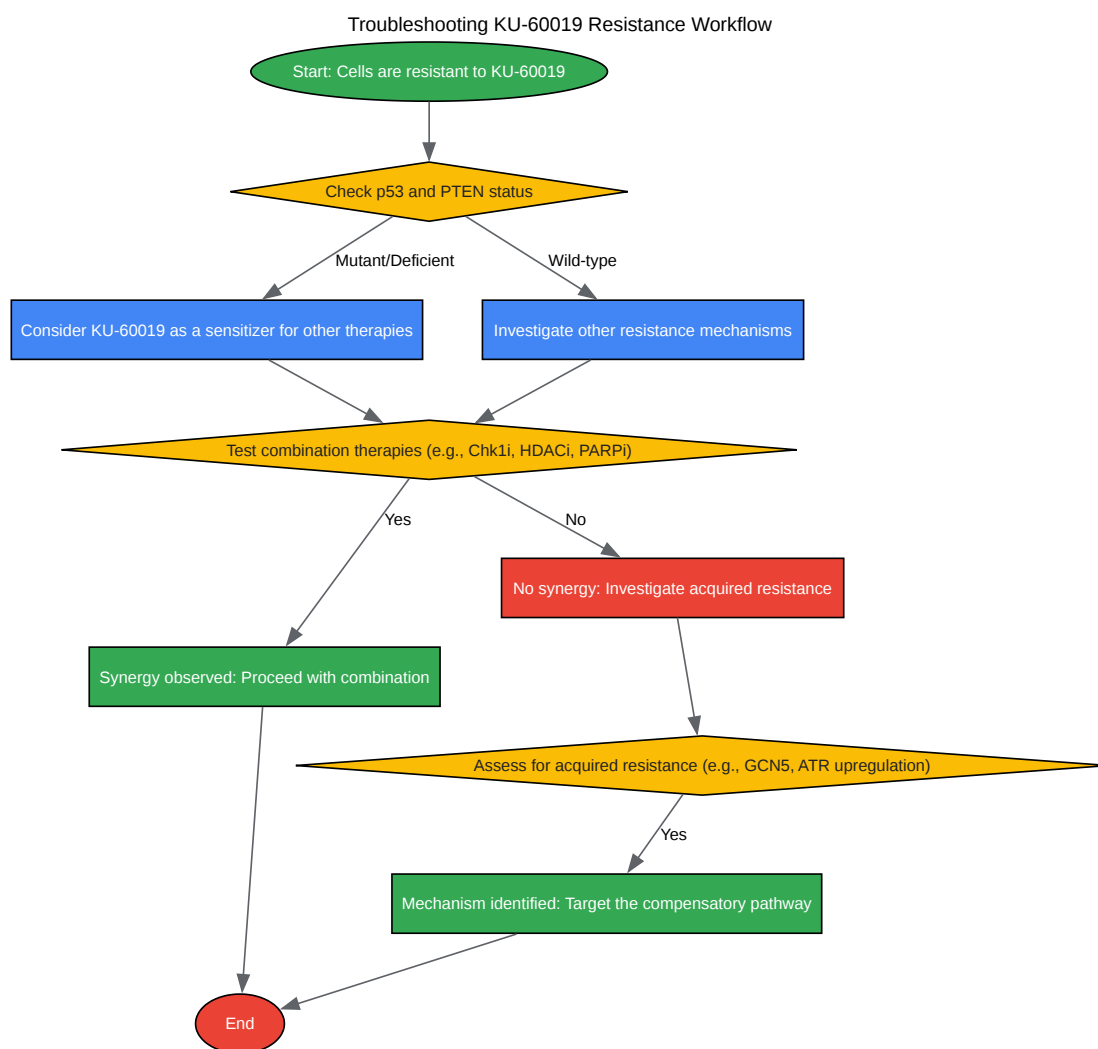 Troubleshooting KU-60019 Resistance Workflow
Start: Cells are resistant to KU-60019
Check p53 and PTEN status
Mutant/Deficient
Wild-type
Consider KU-60019 as a sensitizer for other therapies
Investigate other resistance mechanisms
Test combination therapies (e.g., Chk1i, HDACi, PARPi)
Yes
No
No synergy: Investigate acquired resistance
Synergy observed: Proceed with combination
Assess for acquired resistance (e.g., GCN5, ATR upregulation)
Yes
Mechanism identified: Target the compensatory pathway
End